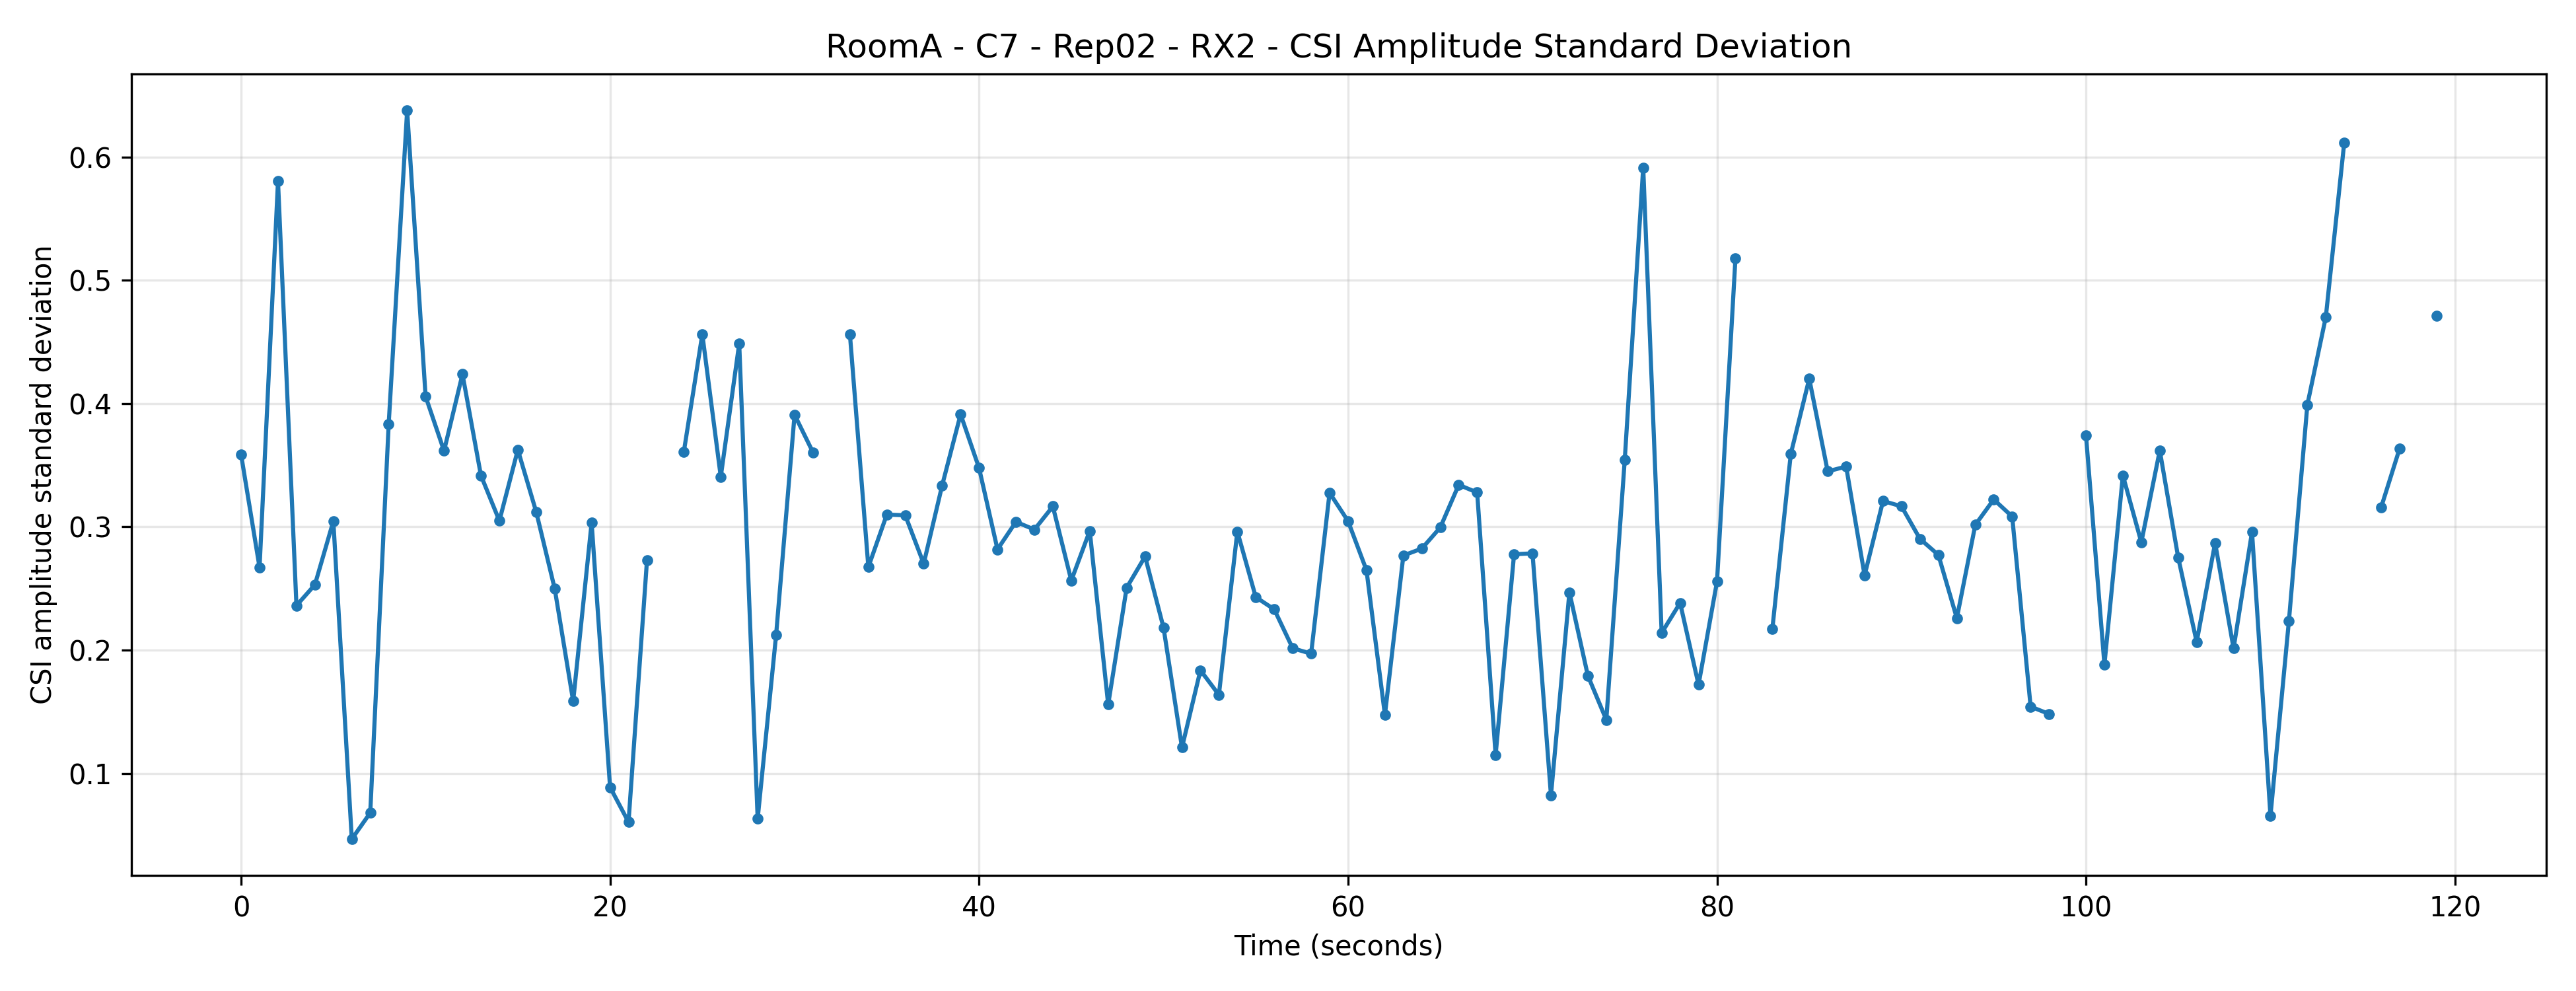 RoomA - C7 - Rep02 - RX2 - CSI Amplitude Standard Deviation
CSI amplitude standard deviation
0.6
0.5
0.4
0.3
0.2
0.1
0 20 40 60 80 100 120
Time (seconds)